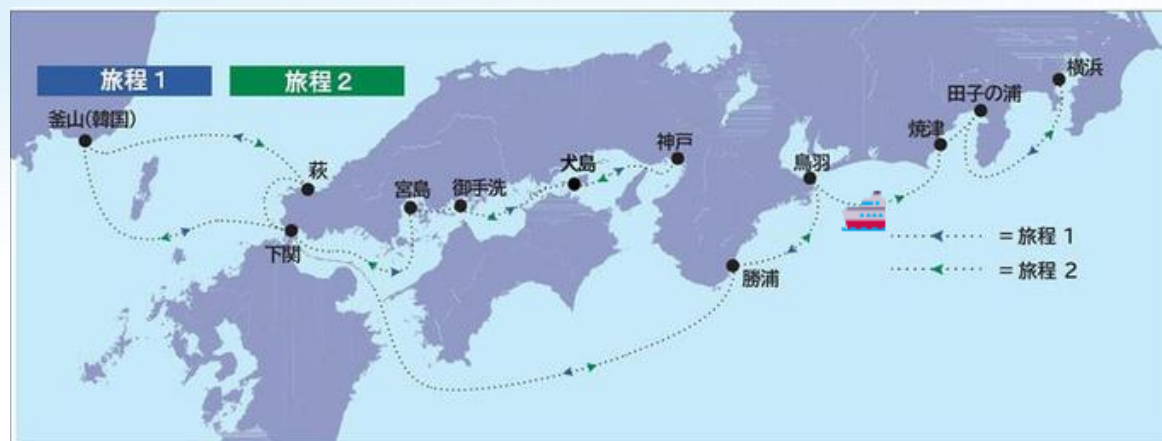 旅程 1
旅程 2
横浜
田子の浦
焼津
釜山(韓国)
神戸
鳥羽
犬島
萩
宮島
御手洗
下関
勝浦
= 旅程 1
= 旅程 2